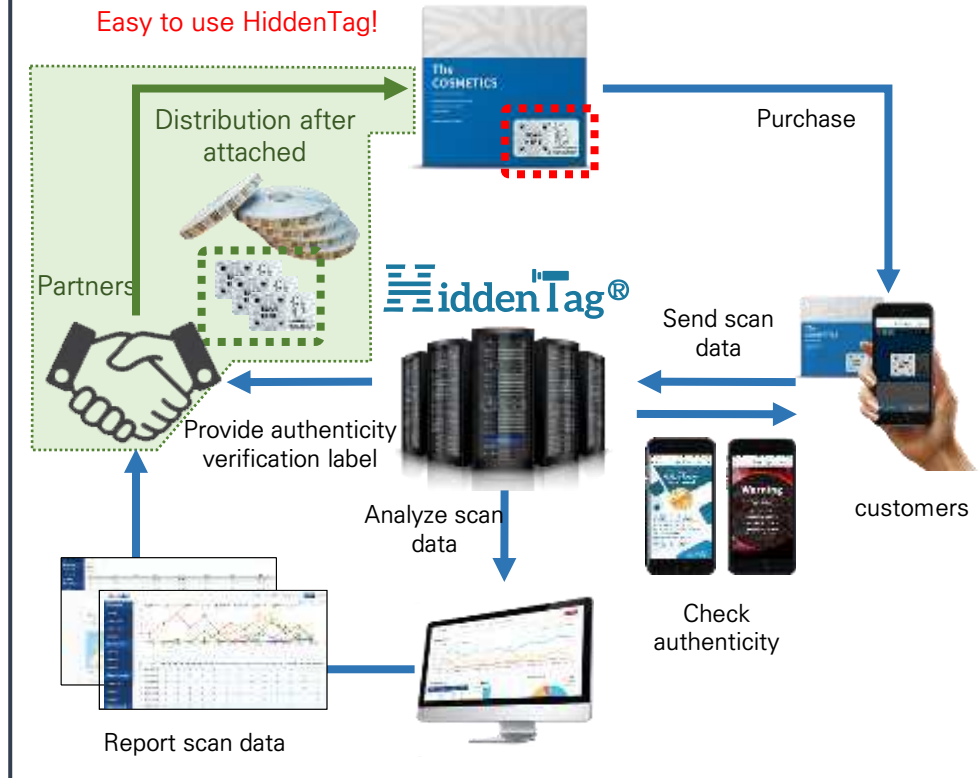 Easy to use HiddenTag!
The
COSMETICS
Distribution after
attached
Purchase
Partners
HiddenTag®
Send scan
data
The
Provide authenticity
verification label
Warning
customers
Analyze scan
data
Check
authenticity
Report scan data